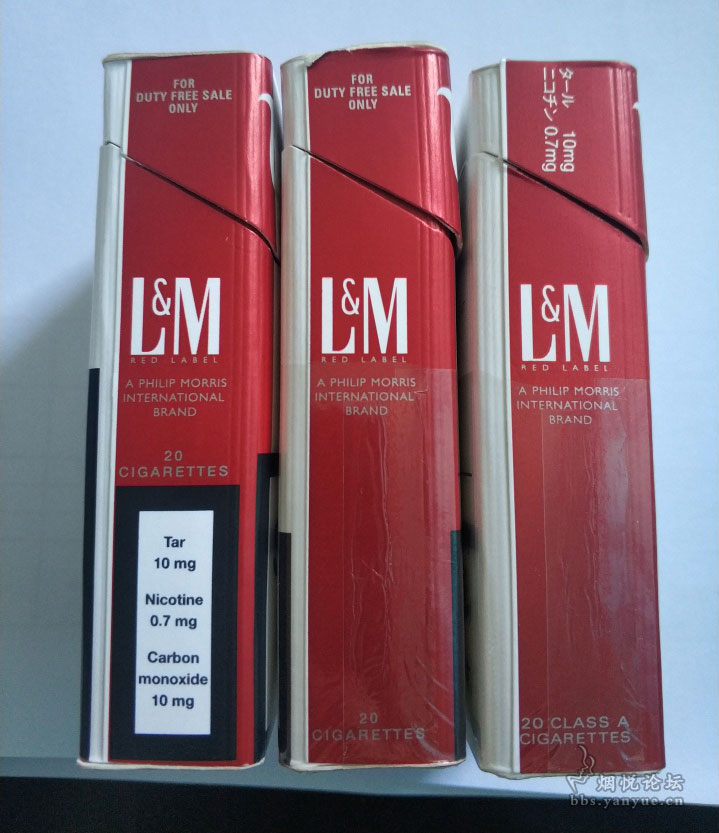 FOR
DUTY FREE SALE
ONLY
L&M
RED LABEL
A PHILIP MORRIS
INTERNATIONAL
BRAND
20
CIGARETTES
Tar
10 mg
Nicotine
0.7 mg
Carbon
monoxide
10 mg
FOR
DUTY FREE SALE
ONLY
L&M
RED LABEL
A PHILIP MORRIS
INTERNATIONAL
BRAND
20
CIGARETTES
タール 10mg
ニコチン 0.7mg
L&M
RED LABEL
A PHILIP MORRIS
INTERNATIONAL
BRAND
20 CLASS A
CIGARETTES
烟悦论坛
bbs.yanyue.cn